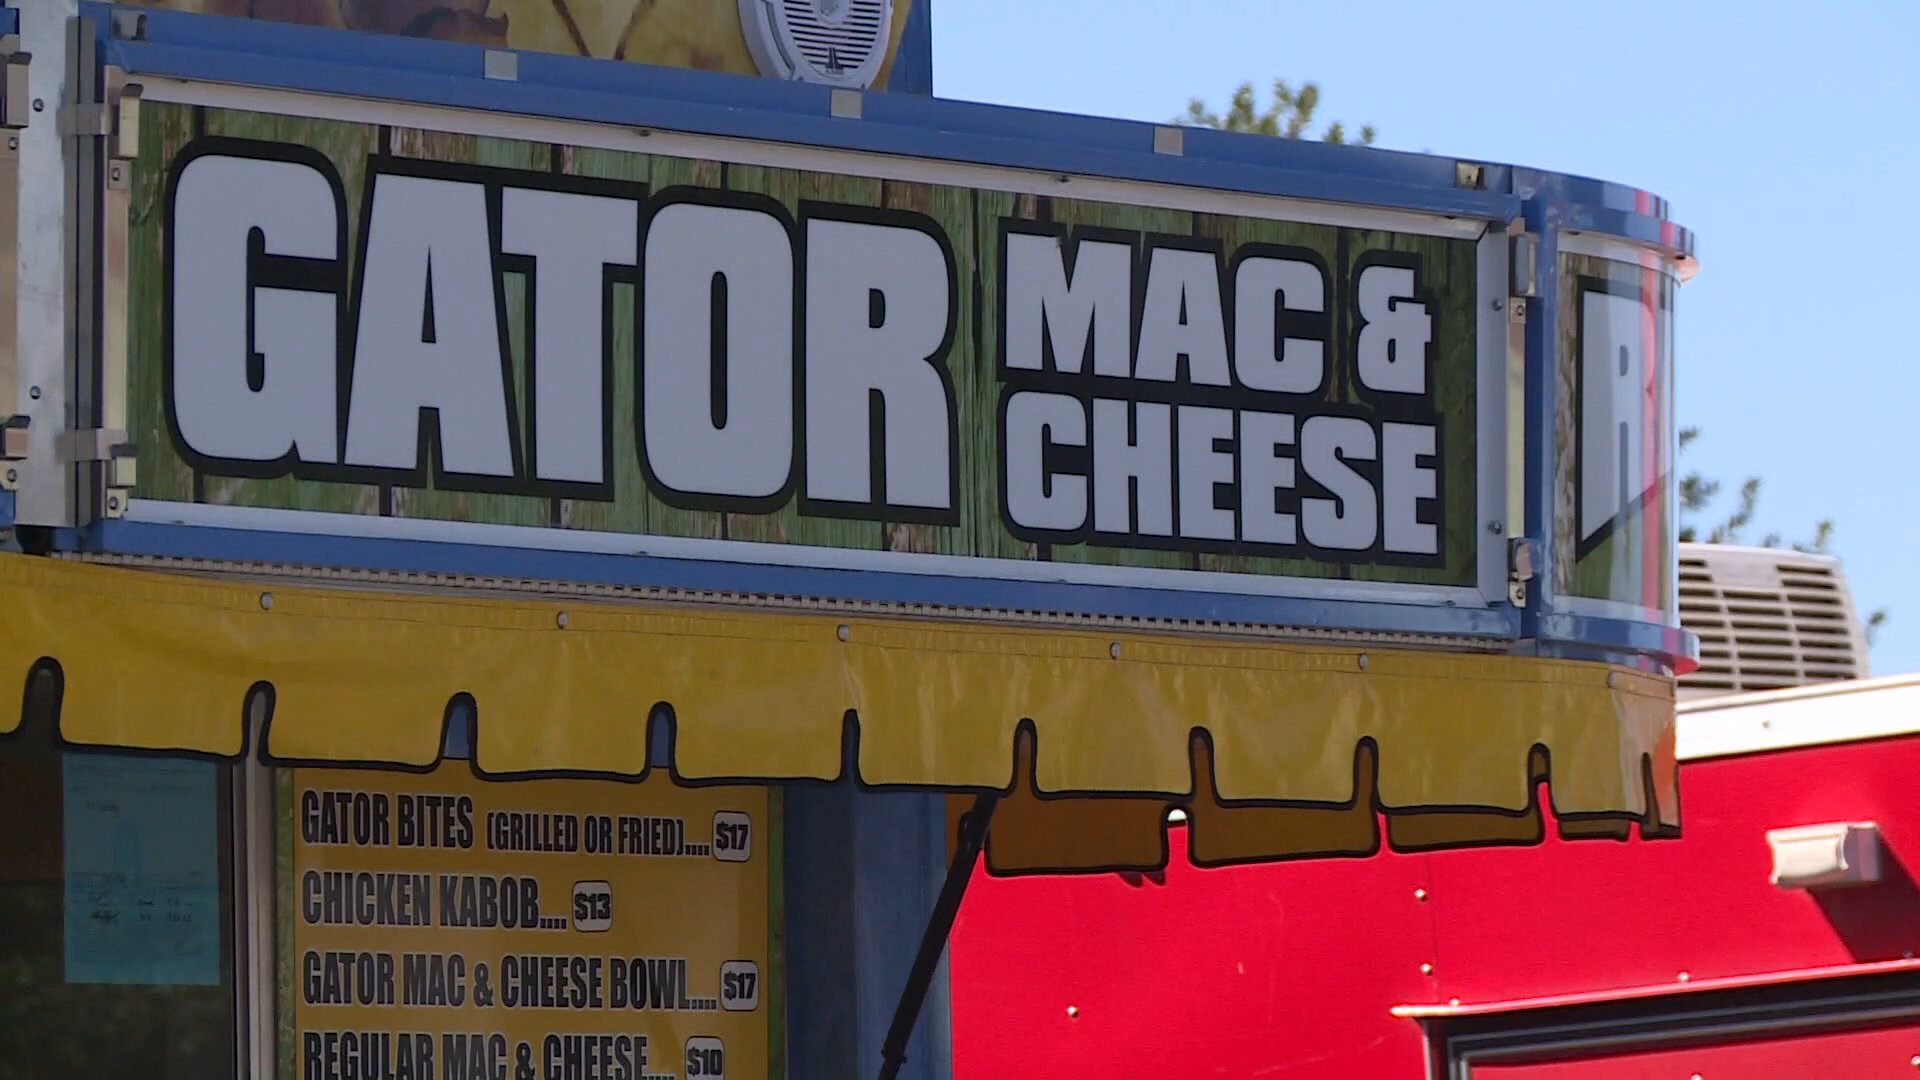 GATOR MAC &
CHEESE
R
GATOR BITES (GRILLED OR FRIED).... $17
CHICKEN KABOB.... $13
GATOR MAC & CHEESE BOWL.... $17
REGULAR MAC & CHEESE.... $10